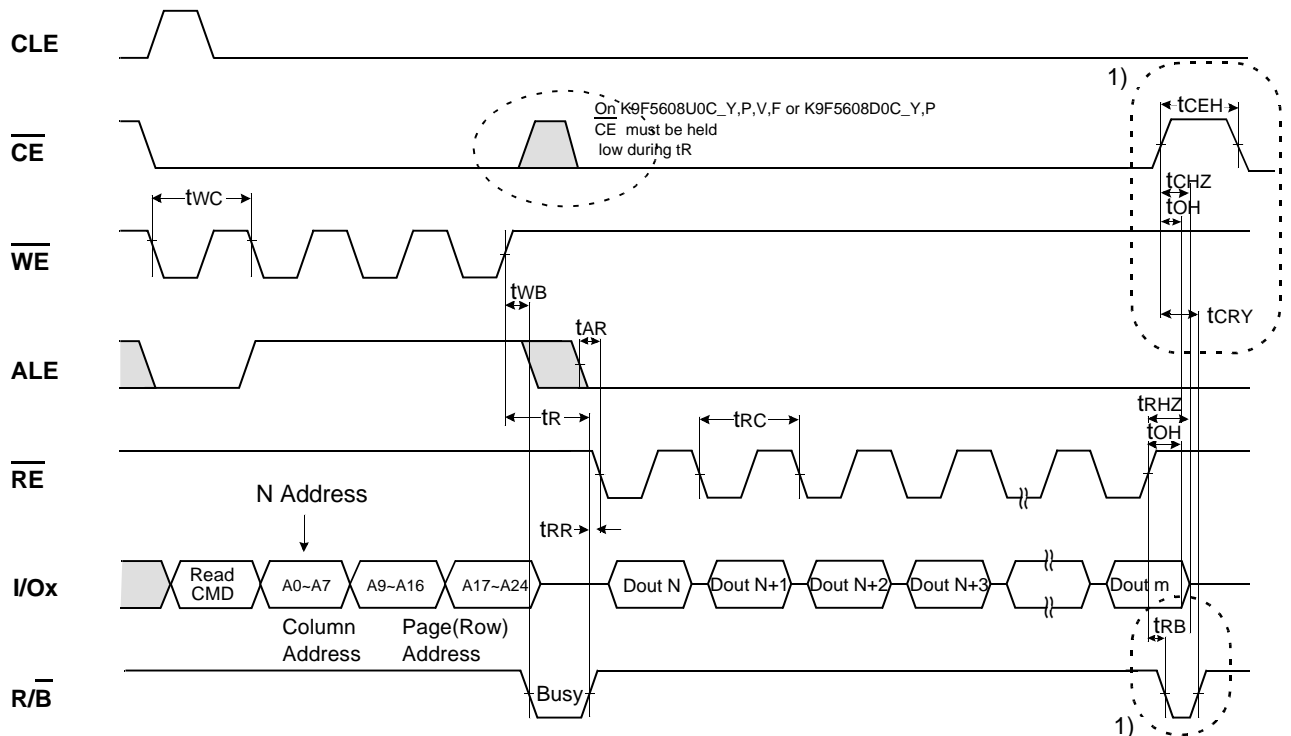 CLE
1)
tCEH
On K9F5608U0C_Y,P,V,F or K9F5608D0C_Y,P
CE must be held
low during tR
CE
tCHZ
tOH
tWC
WE
tWB
tCRY
tAR
ALE
tR
tRC
tRHZ
tOH
RE
N Address
tRR
I/Ox
Read
CMD
A0~A7
A9~A16
A17~A24
Dout N
Dout N+1
Dout N+2
Dout N+3
Dout m
Column
Address
Page(Row)
Address
tRB
R/B
Busy
1)